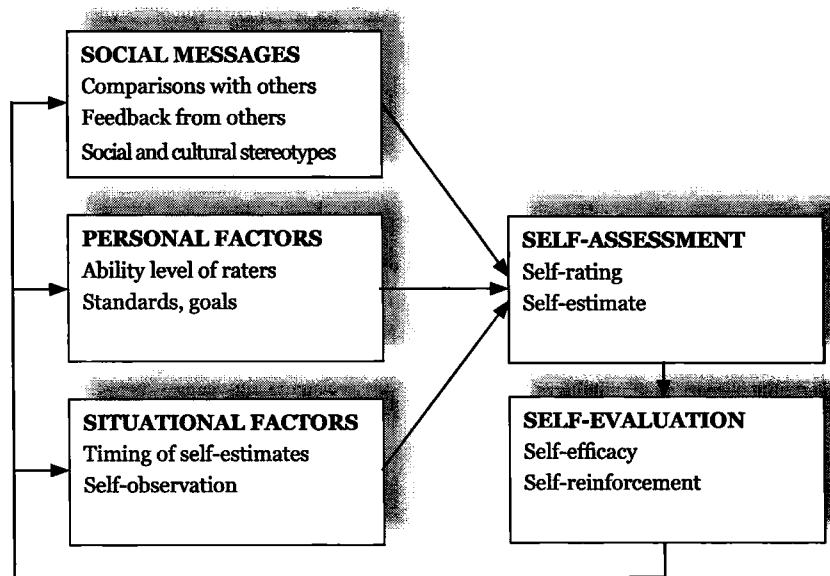 SOCIAL MESSAGES
Comparisons with others
Feedback from others
Social and cultural stereotypes
PERSONAL FACTORS
Ability level of raters
Standards, goals
SITUATIONAL FACTORS
Timing of self-estimates
Self-observation
SELF-ASSESSMENT
Self-rating
Self-estimate
SELF-EVALUATION
Self-efficacy
Self-reinforcement